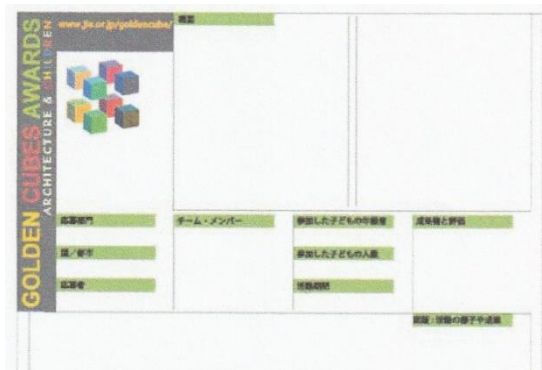 GOLDEN CUBES AWARDS
ARCHITECTURE & CHILDREN
www.jia.or.jp/goldencube/
概要
応募部門
国／都市
応募者
チーム・メンバー
参加した子どもの年齢層
参加した子どもの人数
活動期間
成果物と評価
図版：活動の様子や成果